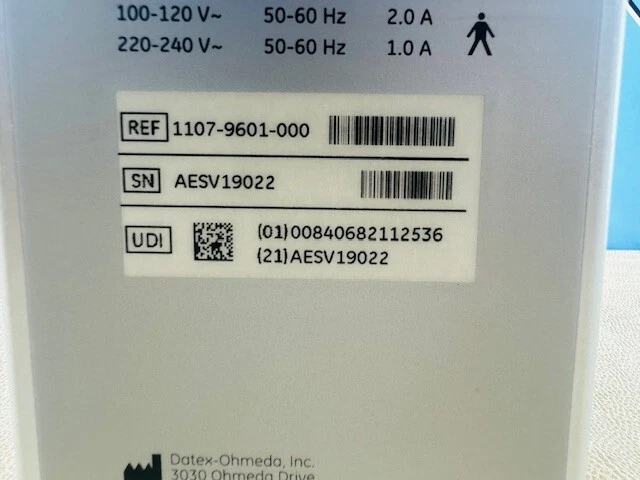 100-120 V~ 50-60 Hz 2.0 A
220-240 V~ 50-60 Hz 1.0 A
REF 1107-9601-000
SN AESV19022
UDI (01)00840682112536
(21)AESV19022
Datex-Ohmeda, Inc.
3030 Ohmeda Drive